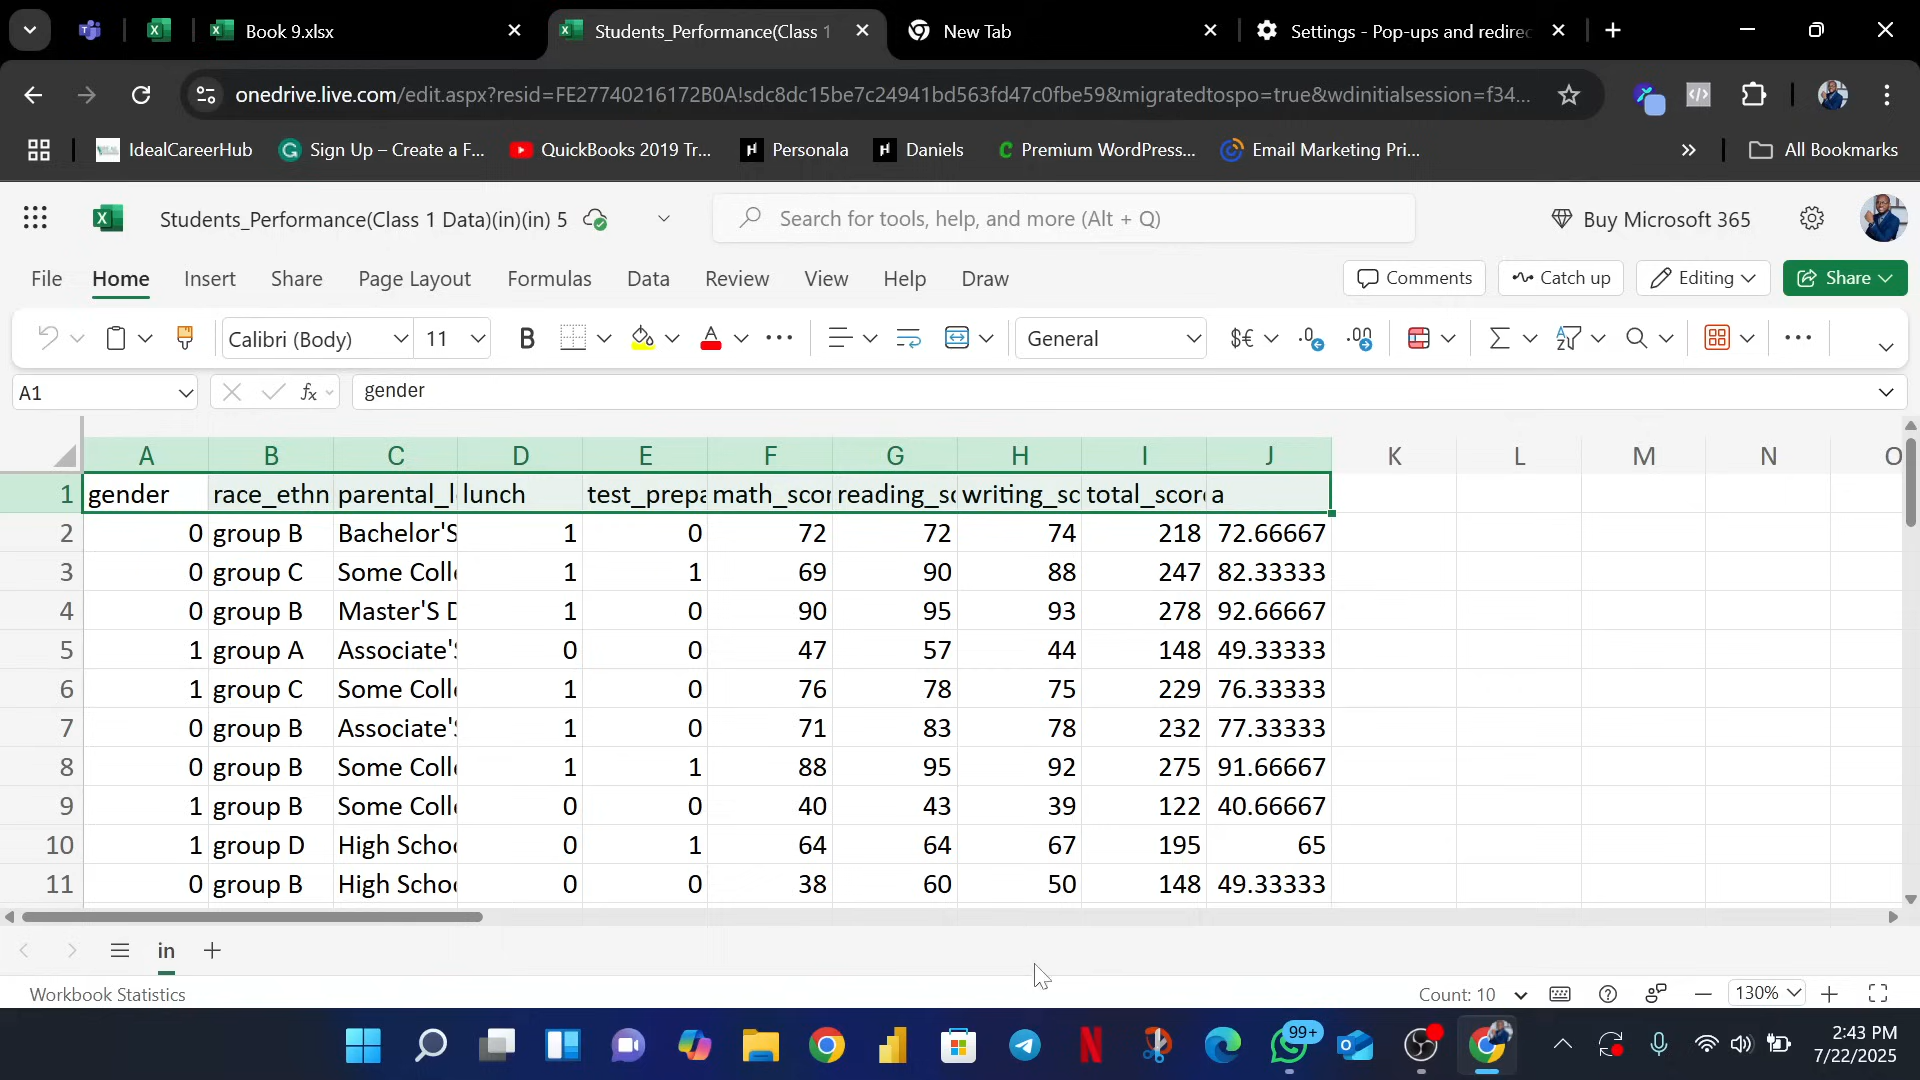 Book 9.xlsx
Students_Performance(Class 1
New Tab
Settings - Pop-ups and redirec
onedrive.live.com/edit.aspx?resid=FE27740216172B0A!sdc8dc15be7c24941bd563fd47c0fbe59&migratedtospo=true&wdinitialsession=f34...
IdealCareerHub
Sign Up – Create a F...
QuickBooks 2019 Tr...
Personala
Daniels
Premium WordPress...
Email Marketing Pri...
»
All Bookmarks
Students_Performance(Class 1 Data)(in)(in) 5
Search for tools, help, and more (Alt + Q)
Buy Microsoft 365
File Home Insert Share Page Layout Formulas Data Review View Help Draw
Comments Catch up Editing Share
Calibri (Body) 11 B A General $€
A1 fx gender
A B C D E F G H I J K L M N O
1 gender race_ethn parental_l lunch test_prepa math_scor reading_sc writing_sc total_score a
2 0 group B Bachelor'S 1 0 72 72 74 218 72.66667
3 0 group C Some Colle 1 1 69 90 88 247 82.33333
4 0 group B Master'S D 1 0 90 95 93 278 92.66667
5 1 group A Associate'S 0 0 47 57 44 148 49.33333
6 1 group C Some Colle 1 0 76 78 75 229 76.33333
7 0 group B Associate'S 1 0 71 83 78 232 77.33333
8 0 group B Some Colle 1 1 88 95 92 275 91.66667
9 1 group B Some Colle 0 0 40 43 39 122 40.66667
10 1 group D High Schoo 0 1 64 64 67 195 65
11 0 group B High Schoo 0 0 38 60 50 148 49.33333
in
Workbook Statistics
Count: 10
130%
99+
2:43 PM
7/22/2025